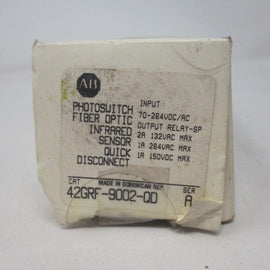 AB
PHOTOSWITCH
FIBER OPTIC
INFRARED
SENSOR
QUICK
DISCONNECT
INPUT:
70-264VDC/AC
OUTPUT RELAY-SP
2A 132VAC MAX
1A 264VAC MAX
1A 150VDC MAX
MADE IN DOMINICAN REP.
CAT SER
42GRF-9002-QD A